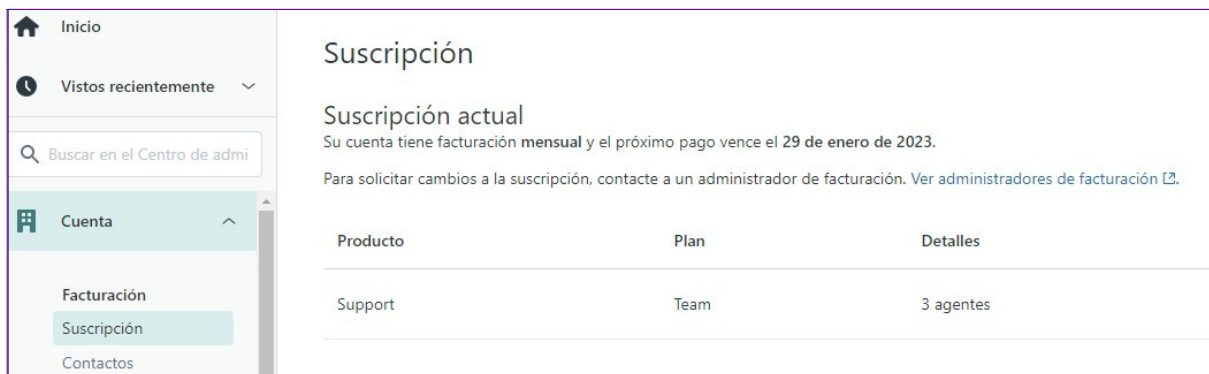 Inicio
Vistos recientemente
Buscar en el Centro de admi
Cuenta
Facturación
Suscripción
Contactos
Suscripción
Suscripción actual
Su cuenta tiene facturación mensual y el próximo pago vence el 29 de enero de 2023.
Para solicitar cambios a la suscripción, contacte a un administrador de facturación. Ver administradores de facturación.
Producto Plan Detalles
Support Team 3 agentes